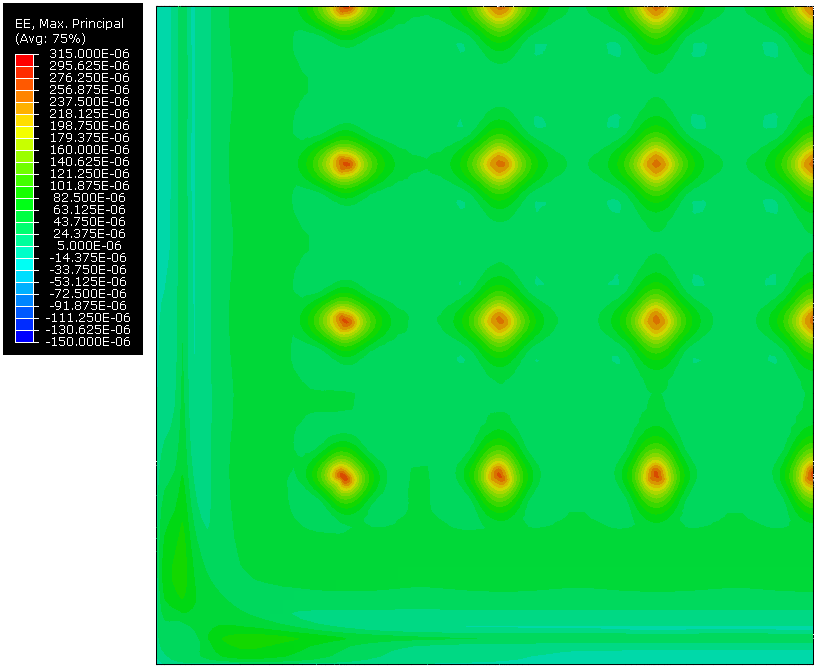 EE, Max. Principal
(Avg: 75%)
315.000E-06
295.625E-06
276.250E-06
256.875E-06
237.500E-06
218.125E-06
198.750E-06
179.375E-06
160.000E-06
140.625E-06
121.250E-06
101.875E-06
82.500E-06
63.125E-06
43.750E-06
24.375E-06
5.000E-06
-14.375E-06
-33.750E-06
-53.125E-06
-72.500E-06
-91.875E-06
-111.250E-06
-130.625E-06
-150.000E-06